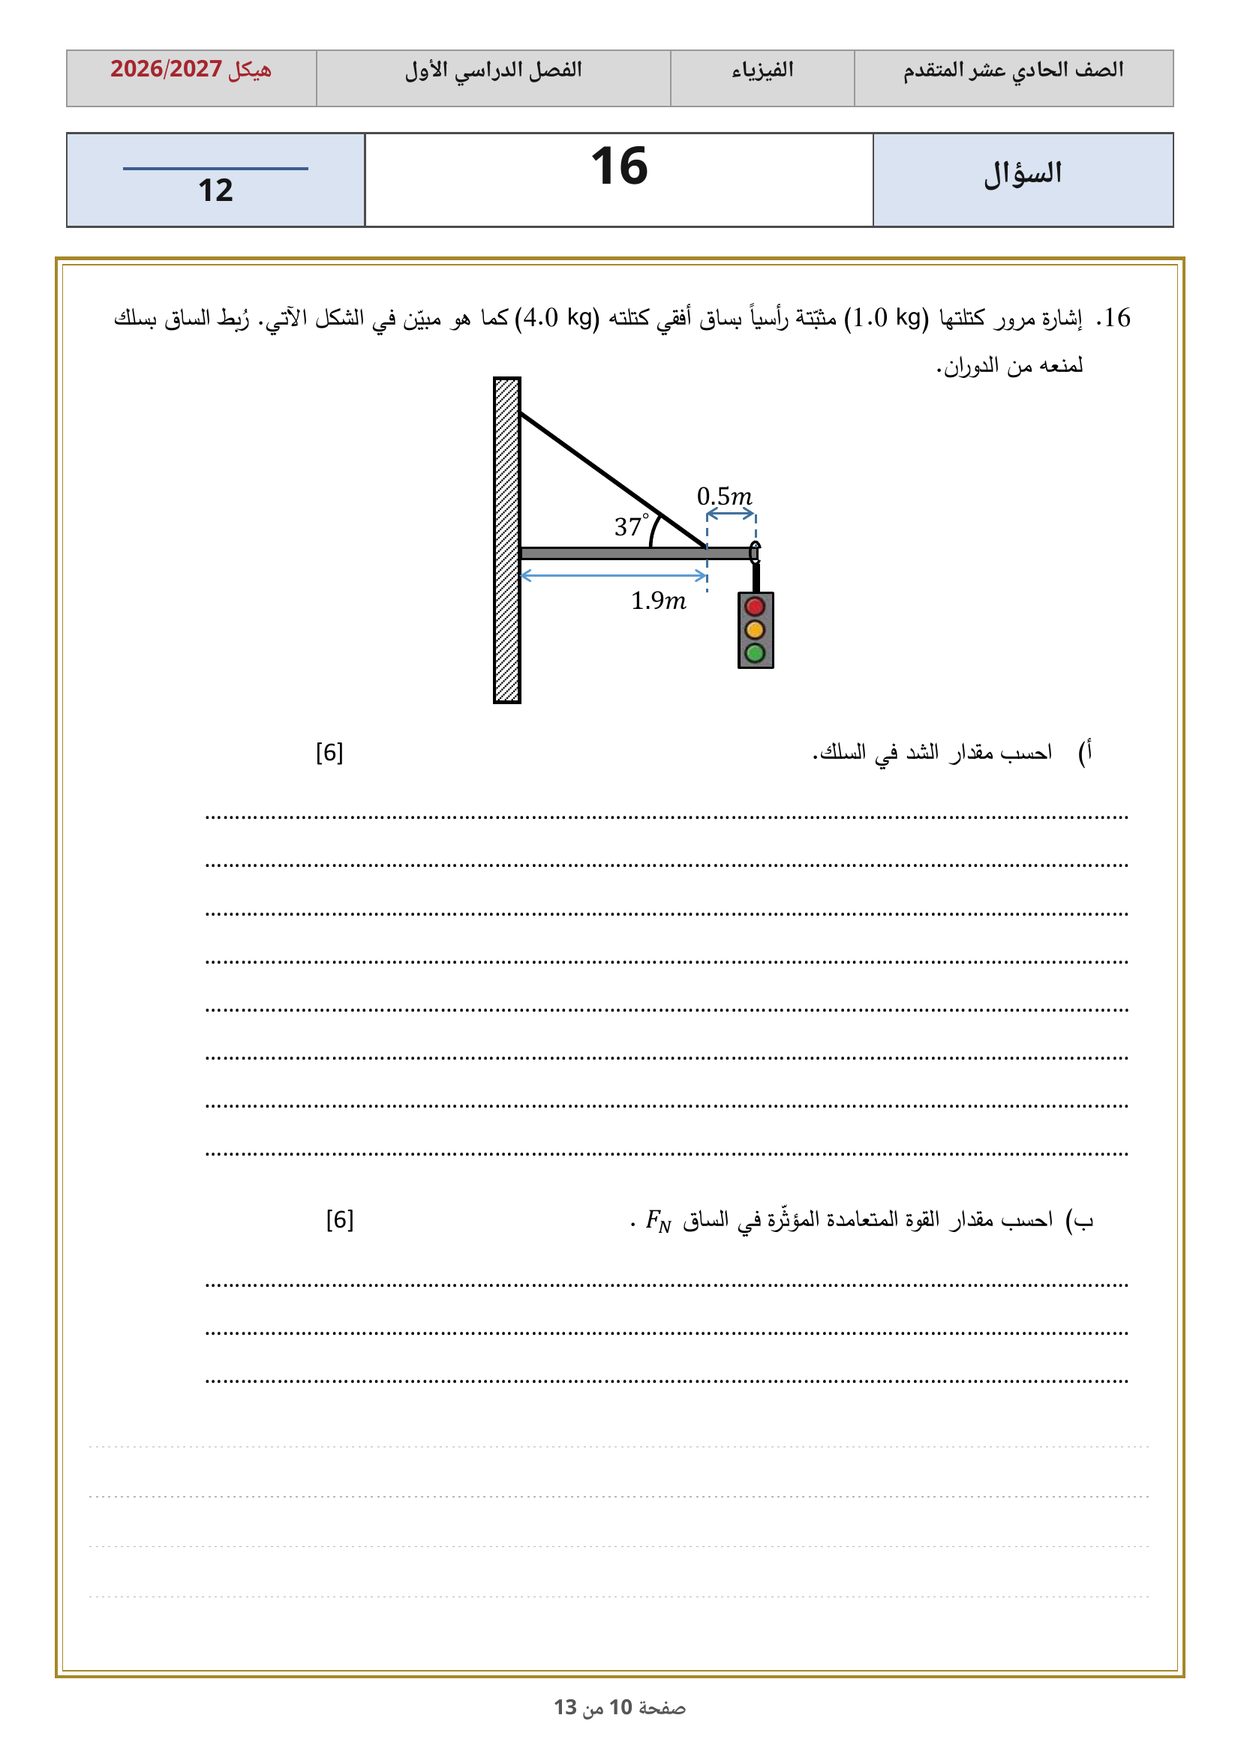 الصف الحادي عشر المتقدم الفيزياء الفصل الدراسي الأول هيكل 2026/2027
السؤال 16 12
16. إشارة مرور كتلتها (1.0 kg) مثبّتة رأسياً بساق أفقي كتلته (4.0 kg) كما هو مبيّن في الشكل الآتي. رُبط الساق بسلك
لمنعه من الدوران.
0.5m
37°
1.9m
أ) احسب مقدار الشد في السلك. [6]
ب) احسب مقدار القوة المتعامدة المؤثّرة في الساق F_N . [6]
صفحة 10 من 13